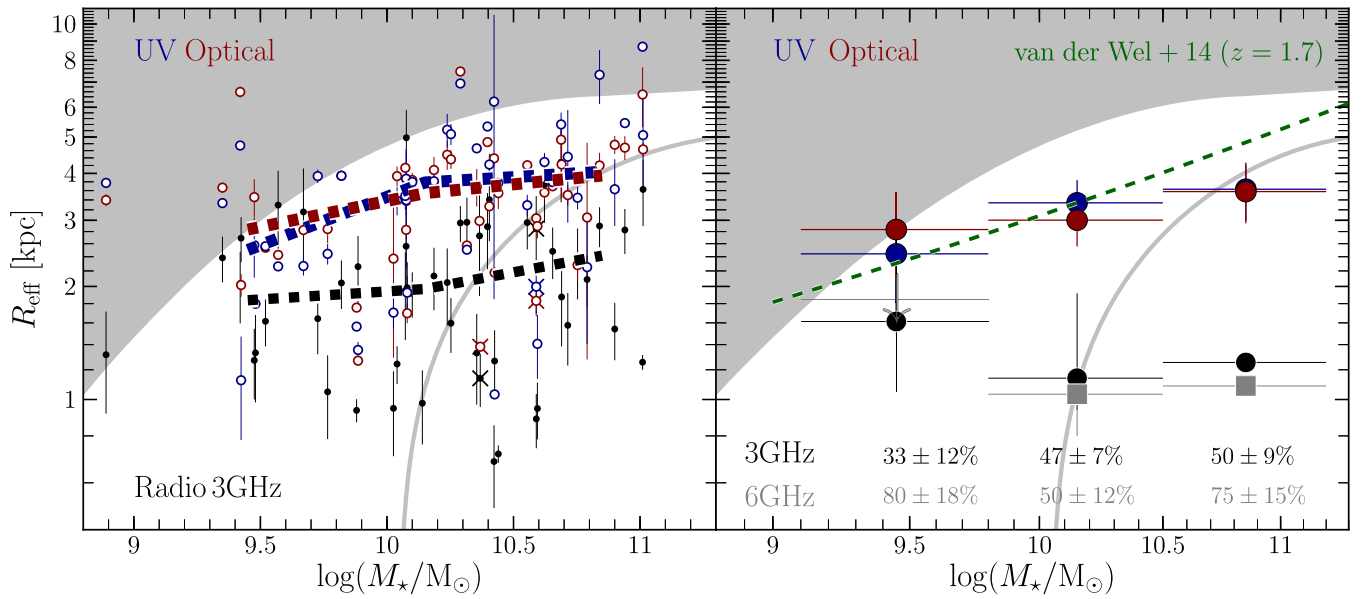 UV Optical
Radio 3GHz
R_eff [kpc]
10
8
6
5
4
3
2
1
9 9.5 10 10.5 11
log(M⋆/M⊙)
UV Optical van der Wel + 14 (z = 1.7)
3GHz 33 ± 12% 47 ± 7% 50 ± 9%
6GHz 80 ± 18% 50 ± 12% 75 ± 15%
9 9.5 10 10.5 11
log(M⋆/M⊙)